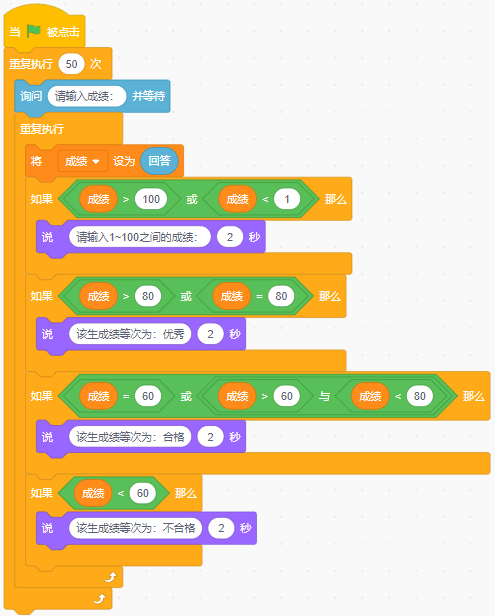 当 被点击
重复执行 50 次
询问 请输入成绩： 并等待
重复执行
将 成绩 设为 回答
如果 成绩 > 100 或 成绩 < 1 那么
说 请输入1~100之间的成绩： 2 秒
如果 成绩 > 80 或 成绩 = 80 那么
说 该生成绩等次为：优秀 2 秒
如果 成绩 = 60 或 成绩 > 60 与 成绩 < 80 那么
说 该生成绩等次为：合格 2 秒
如果 成绩 < 60 那么
说 该生成绩等次为：不合格 2 秒